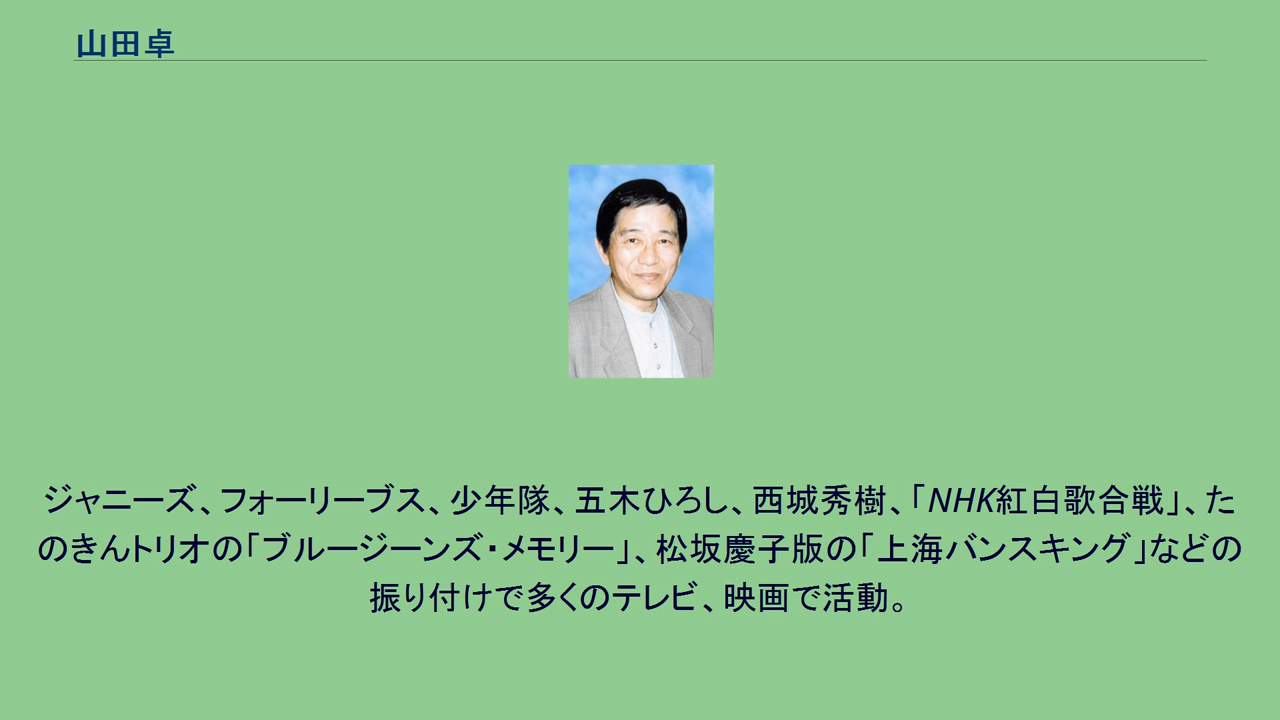 山田卓
ジャニーズ、フォーリーブス、少年隊、五木ひろし、西城秀樹、「NHK紅白歌合戦」、た
のきんトリオの「ブルージーンズ・メモリー」、松坂慶子版の「上海バンスキング」などの
振り付けで多くのテレビ、映画で活動。